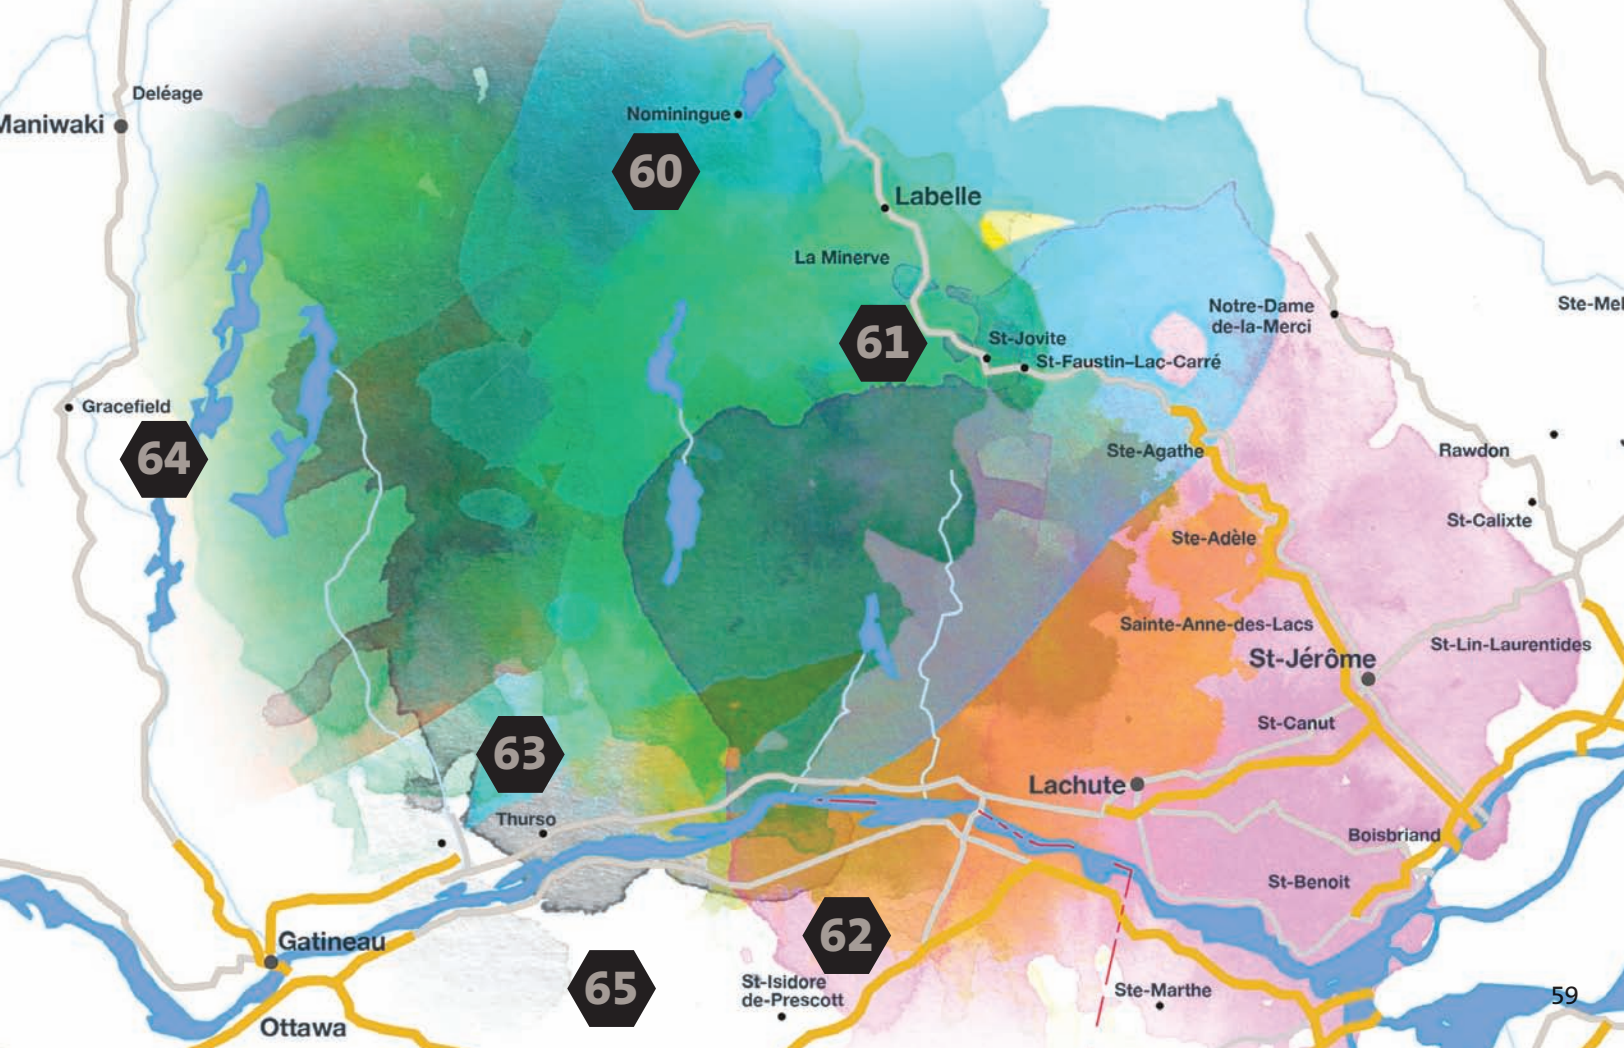 Deléage
Maniwaki
Nominingue
60
Labelle
La Minerve
Notre-Dame
de-la-Merci
61
St-Jovite
St-Faustin–Lac-Carré
Gracefield
64
Ste-Agathe
Rawdon
St-Calixte
Ste-Adèle
Sainte-Anne-des-Lacs
St-Jérôme
St-Lin-Laurentides
St-Canut
63
Lachute
Thurso
Boisbriand
St-Benoit
62
Gatineau
65
St-Isidore
de-Prescott
Ste-Marthe
59
Ottawa